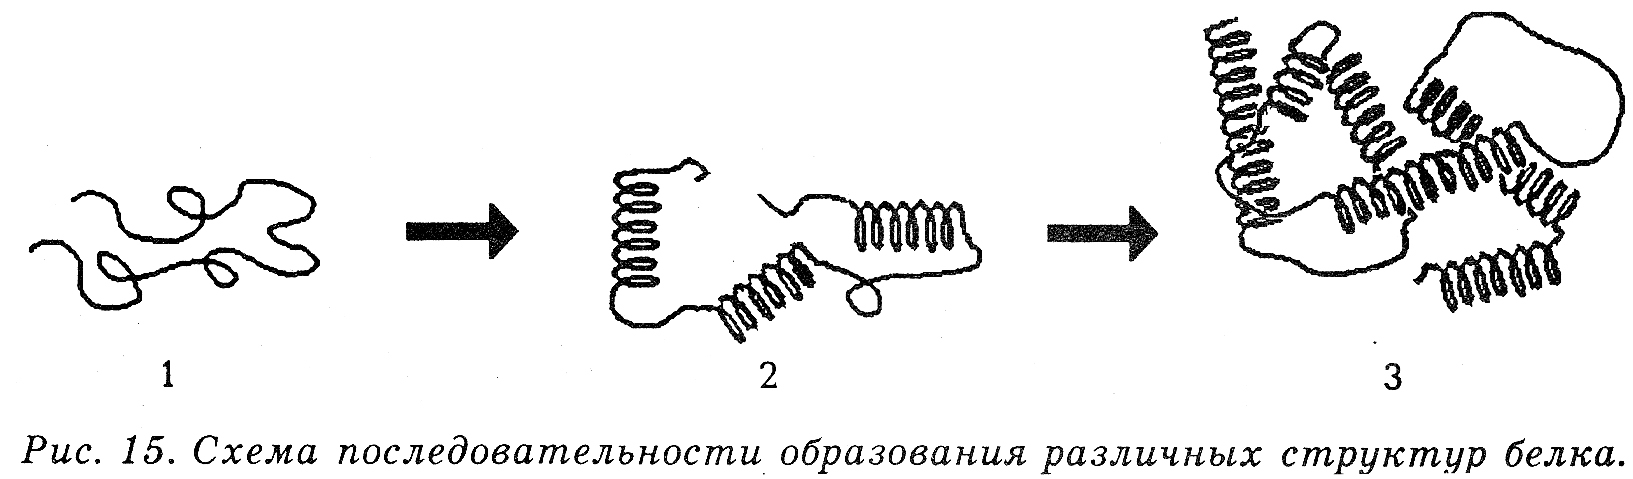 1 2 3
Рис. 15. Схема последовательности образования различных структур белка.